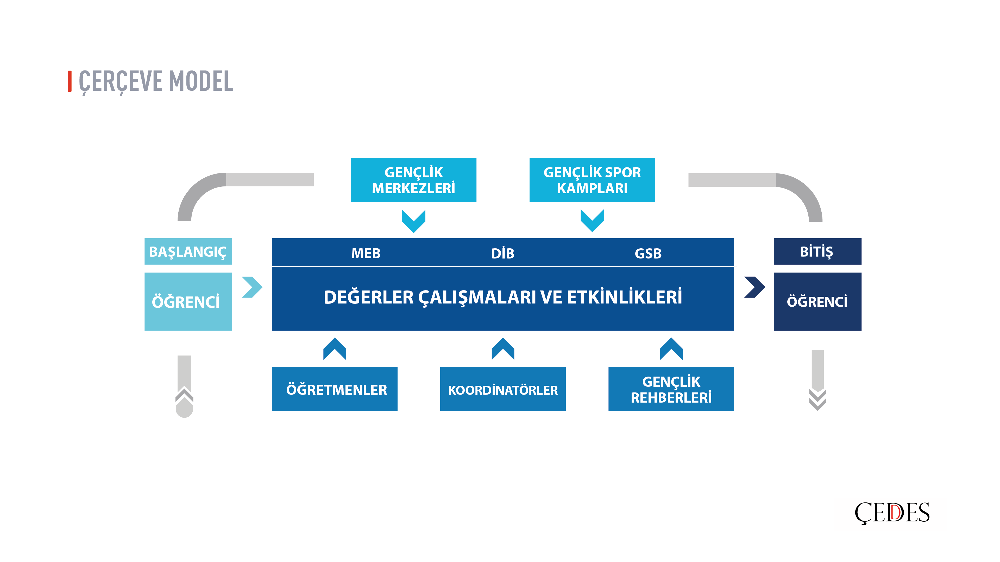 ÇERÇEVE MODEL
GENÇLİK
MERKEZLERİ
GENÇLİK SPOR
KAMPLARI
BAŞLANGIÇ
ÖĞRENCİ
MEB
DİB
GSB
DEĞERLER ÇALIŞMALARI VE ETKİNLİKLERİ
BİTİŞ
ÖĞRENCİ
ÖĞRETMENLER
KOORDİNATÖRLER
GENÇLİK
REHBERLERİ
ÇEDES